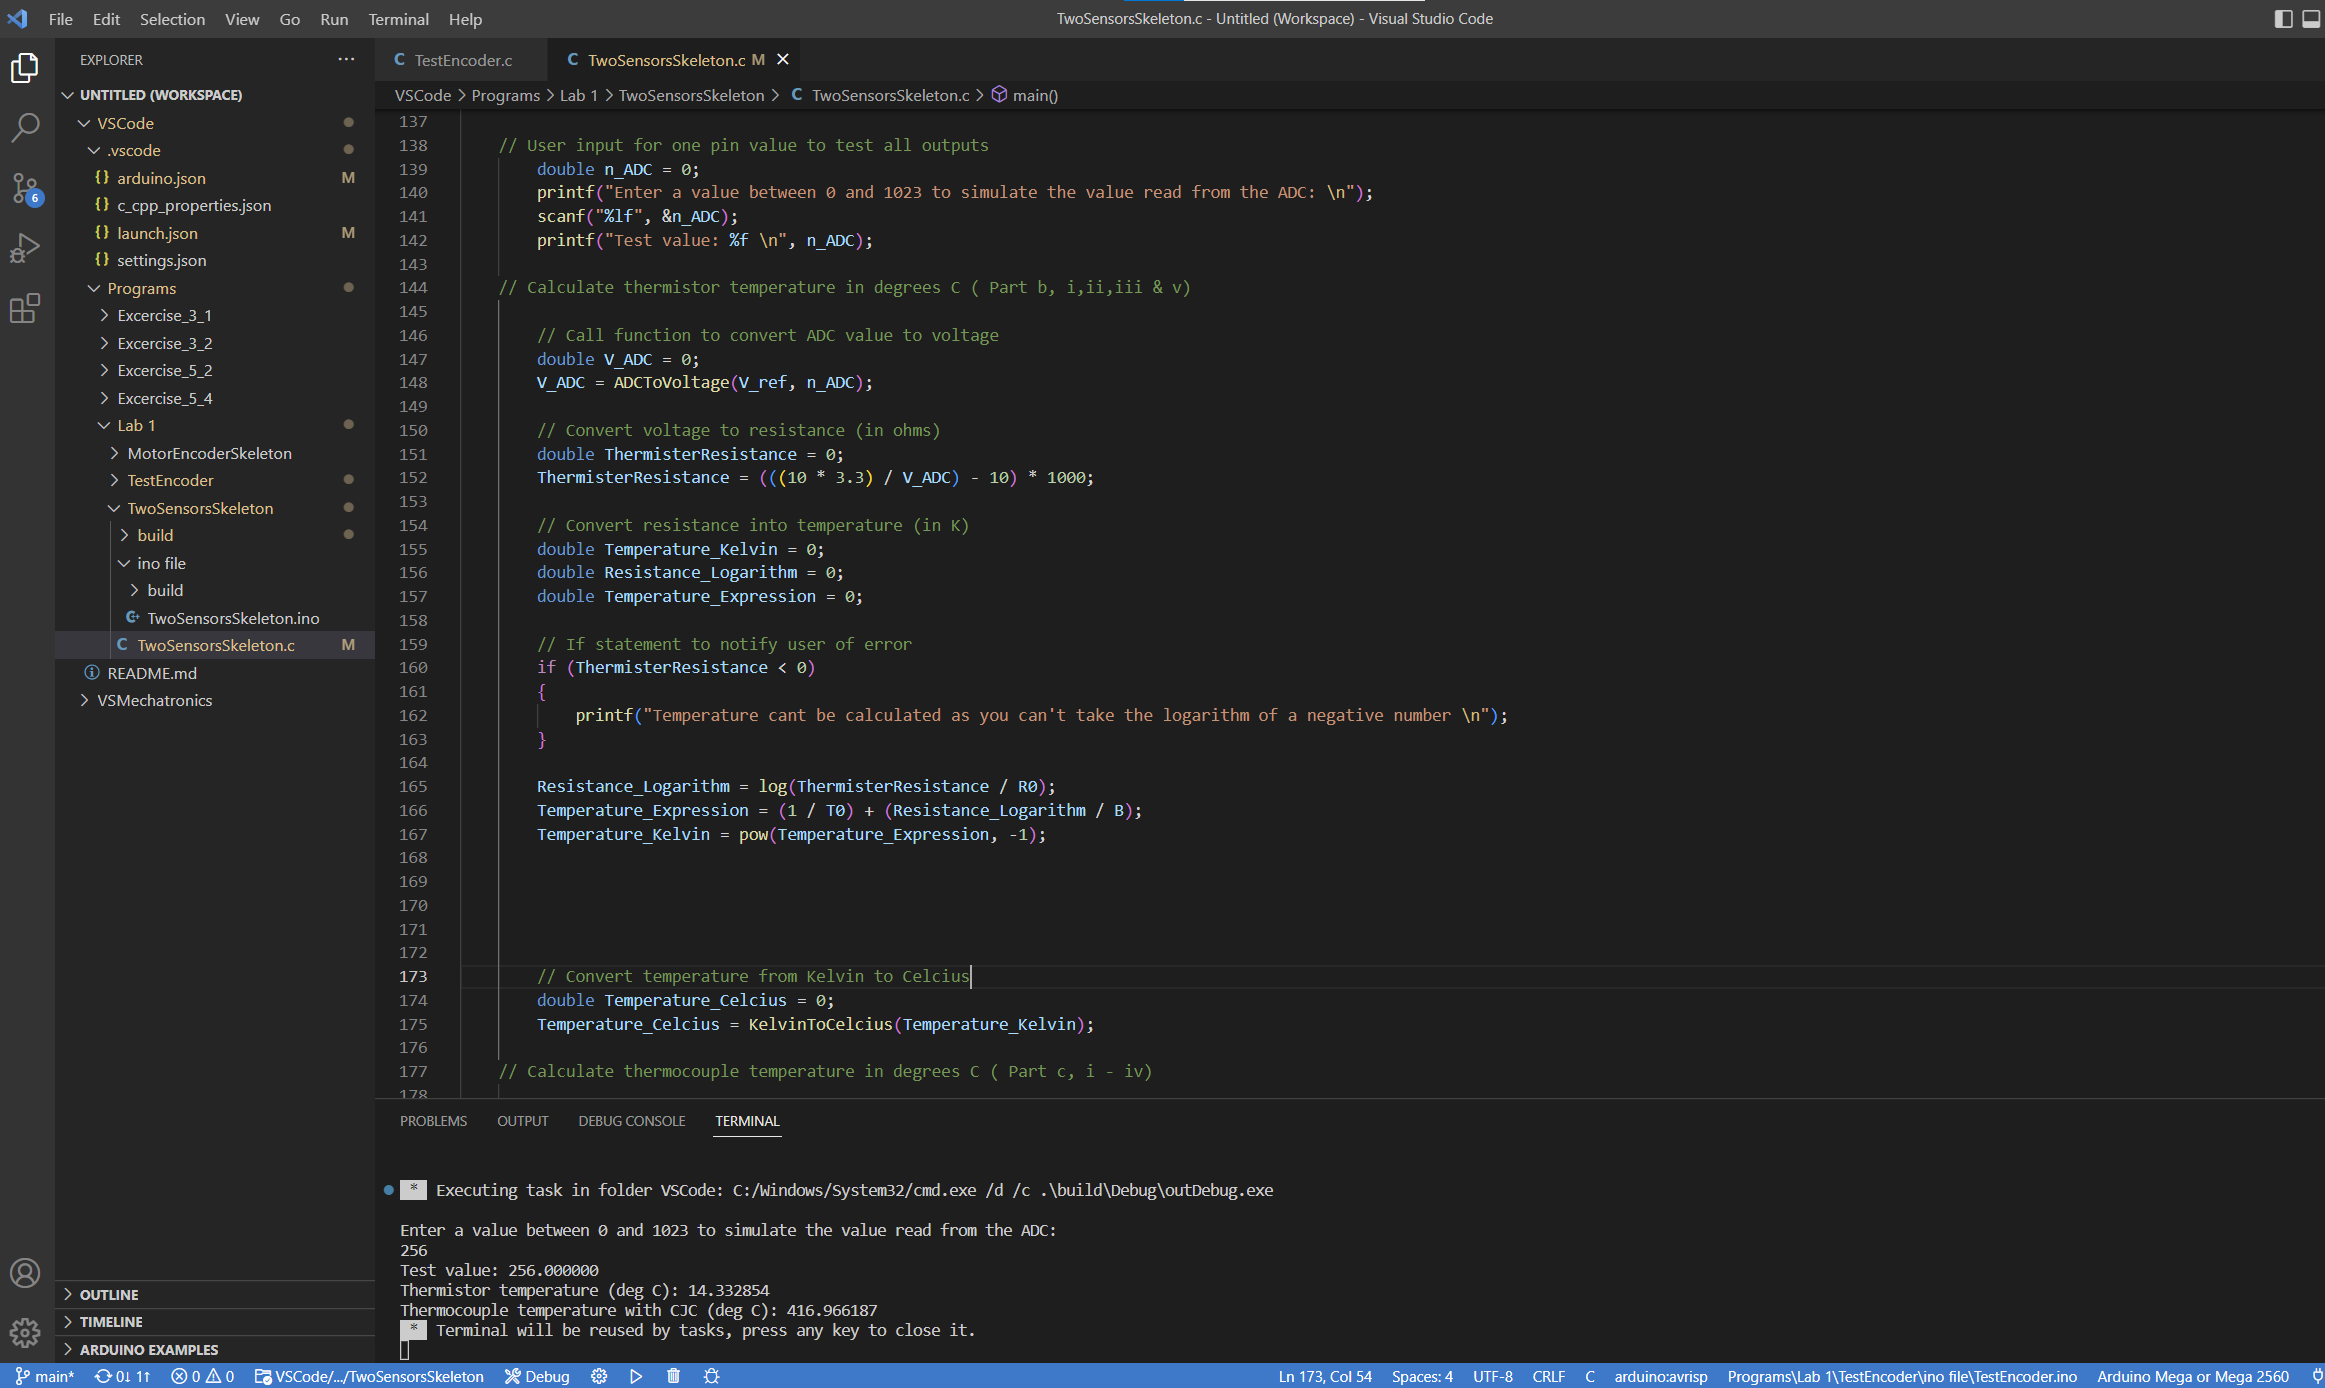 File Edit Selection View Go Run Terminal Help
TwoSensorsSkeleton.c - Untitled (Workspace) - Visual Studio Code
EXPLORER ···
UNTITLED (WORKSPACE)
VSCode
.vscode
{} arduino.json M
{} c_cpp_properties.json
{} launch.json M
{} settings.json
Programs
Excercise_3_1
Excercise_3_2
Excercise_5_2
Excercise_5_4
Lab 1
MotorEncoderSkeleton
TestEncoder
TwoSensorsSkeleton
build
ino file
build
TwoSensorsSkeleton.ino
C TwoSensorsSkeleton.c M
README.md
VSMechatronics
6
OUTLINE
TIMELINE
ARDUINO EXAMPLES
C TestEncoder.c
C TwoSensorsSkeleton.c M
VSCode > Programs > Lab 1 > TwoSensorsSkeleton > C TwoSensorsSkeleton.c > main()
137
138 // User input for one pin value to test all outputs
139 double n_ADC = 0;
140 printf("Enter a value between 0 and 1023 to simulate the value read from the ADC: \n");
141 scanf("%lf", &n_ADC);
142 printf("Test value: %f \n", n_ADC);
143
144 // Calculate thermistor temperature in degrees C ( Part b, i,ii,iii & v)
145
146 // Call function to convert ADC value to voltage
147 double V_ADC = 0;
148 V_ADC = ADCToVoltage(V_ref, n_ADC);
149
150 // Convert voltage to resistance (in ohms)
151 double ThermisterResistance = 0;
152 ThermisterResistance = (((10 * 3.3) / V_ADC) - 10) * 1000;
153
154 // Convert resistance into temperature (in K)
155 double Temperature_Kelvin = 0;
156 double Resistance_Logarithm = 0;
157 double Temperature_Expression = 0;
158
159 // If statement to notify user of error
160 if (ThermisterResistance < 0)
161 {
162 printf("Temperature cant be calculated as you can't take the logarithm of a negative number \n");
163 }
164
165 Resistance_Logarithm = log(ThermisterResistance / R0);
166 Temperature_Expression = (1 / T0) + (Resistance_Logarithm / B);
167 Temperature_Kelvin = pow(Temperature_Expression, -1);
168
169
170
171
172
173 // Convert temperature from Kelvin to Celcius
174 double Temperature_Celcius = 0;
175 Temperature_Celcius = KelvinToCelcius(Temperature_Kelvin);
176
177 // Calculate thermocouple temperature in degrees C ( Part c, i - iv)
178
PROBLEMS OUTPUT DEBUG CONSOLE TERMINAL
* Executing task in folder VSCode: C:/Windows/System32/cmd.exe /d /c .\build\Debug\outDebug.exe
Enter a value between 0 and 1023 to simulate the value read from the ADC:
256
Test value: 256.000000
Thermistor temperature (deg C): 14.332854
Thermocouple temperature with CJC (deg C): 416.966187
* Terminal will be reused by tasks, press any key to close it.
main* 0↓ 1↑ 0 0 VSCode/.../TwoSensorsSkeleton Debug Ln 173, Col 54 Spaces: 4 UTF-8 CRLF C arduino:avrisp Programs\Lab 1\TestEncoder\ino file\TestEncoder.ino Arduino Mega or Mega 2560